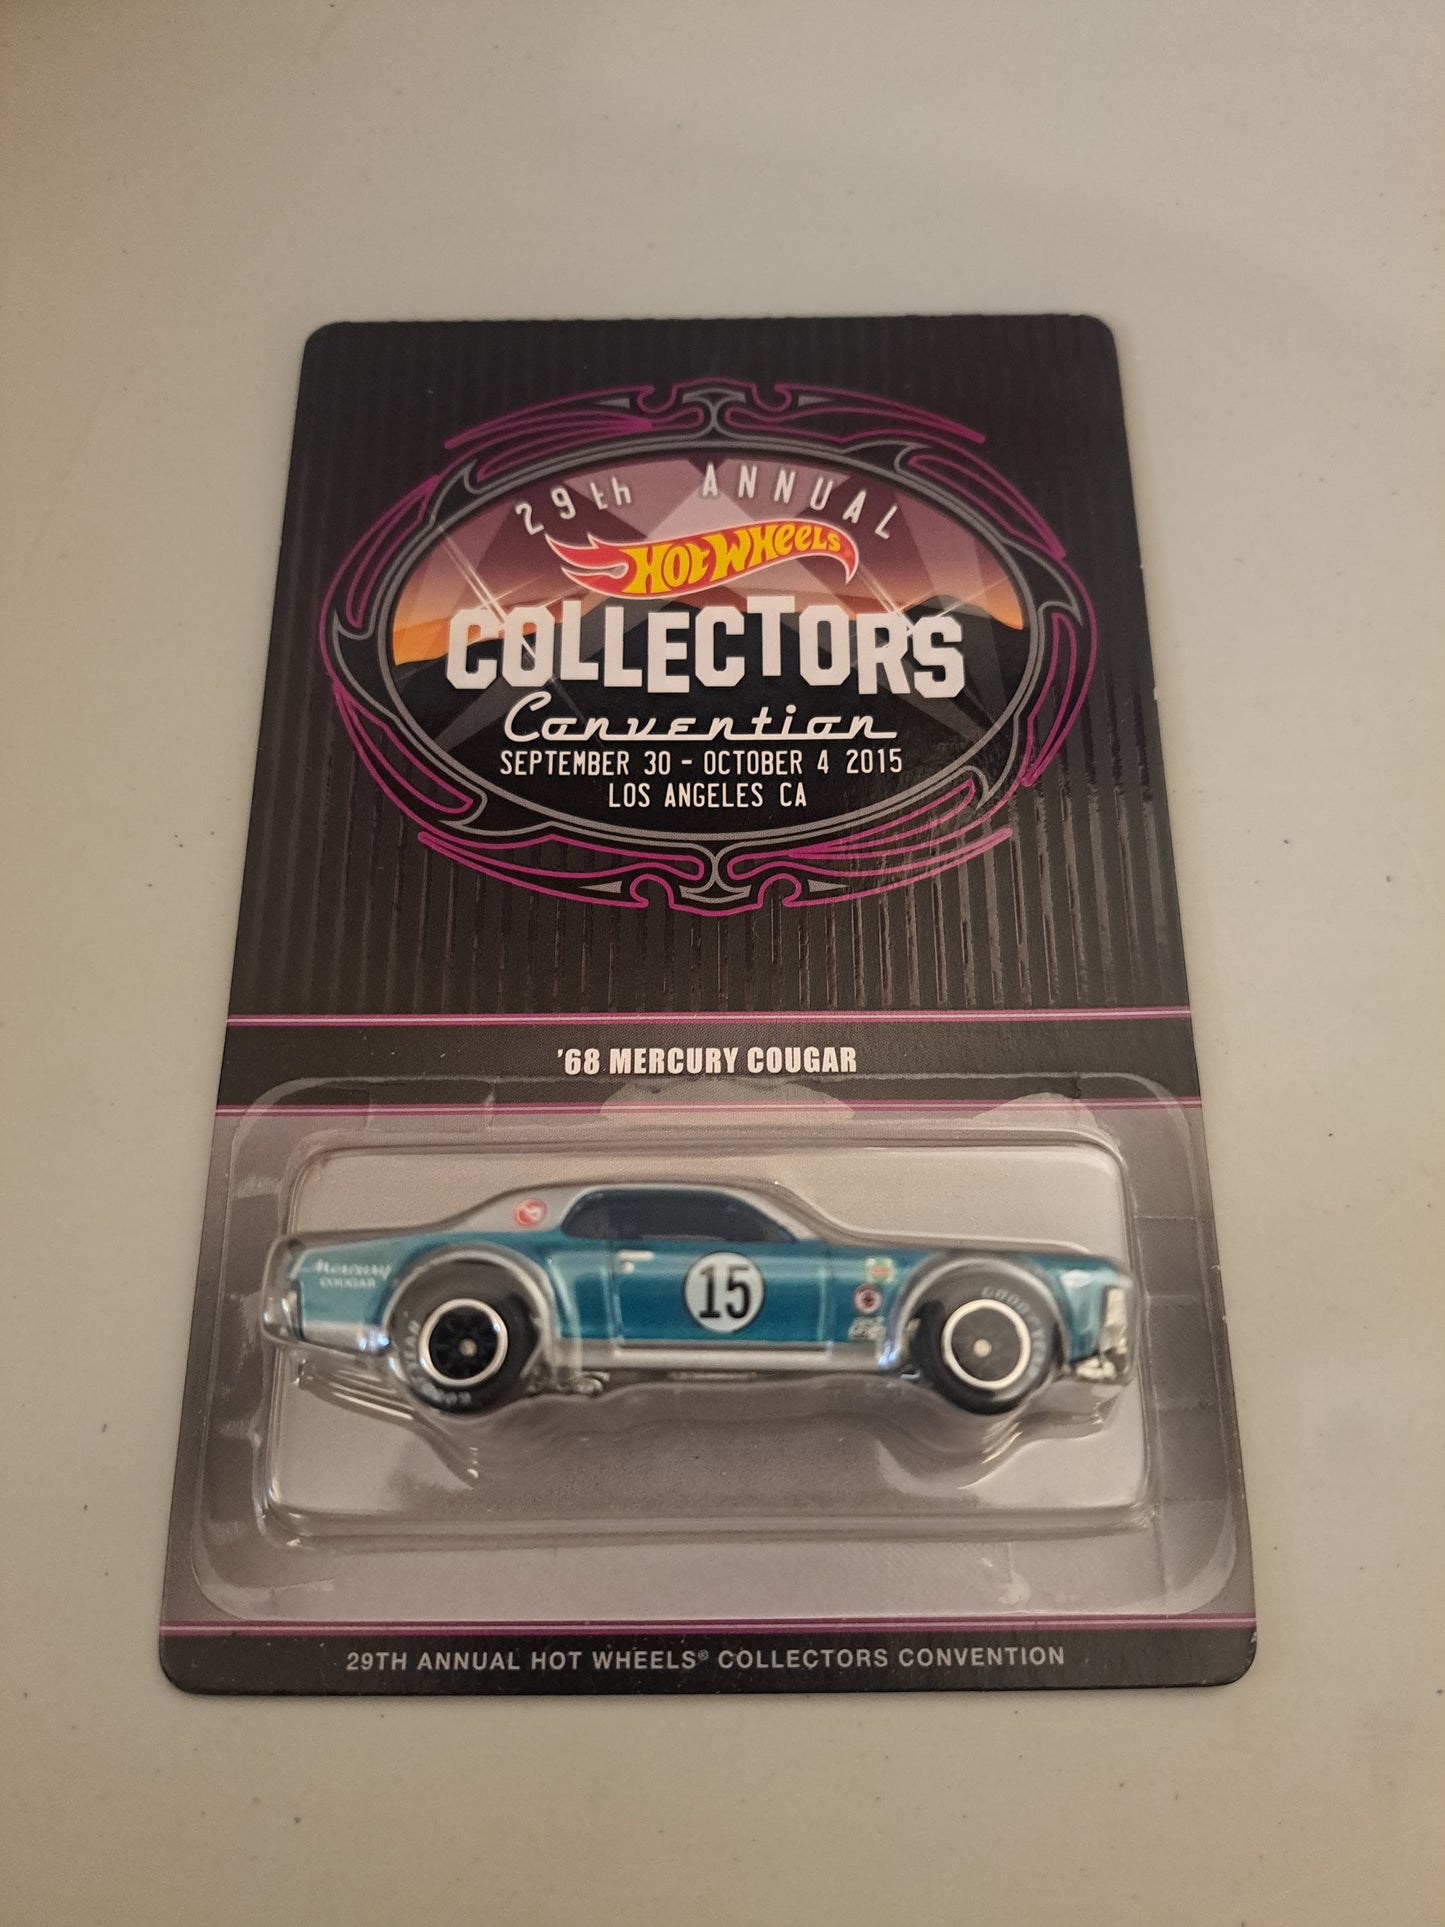 29th ANNUAL
Hot Wheels
COLLECTORS
Convention
SEPTEMBER 30 - OCTOBER 4 2015
LOS ANGELES CA
'68 MERCURY COUGAR
Mercury
COUGAR
15
29TH ANNUAL HOT WHEELS® COLLECTORS CONVENTION